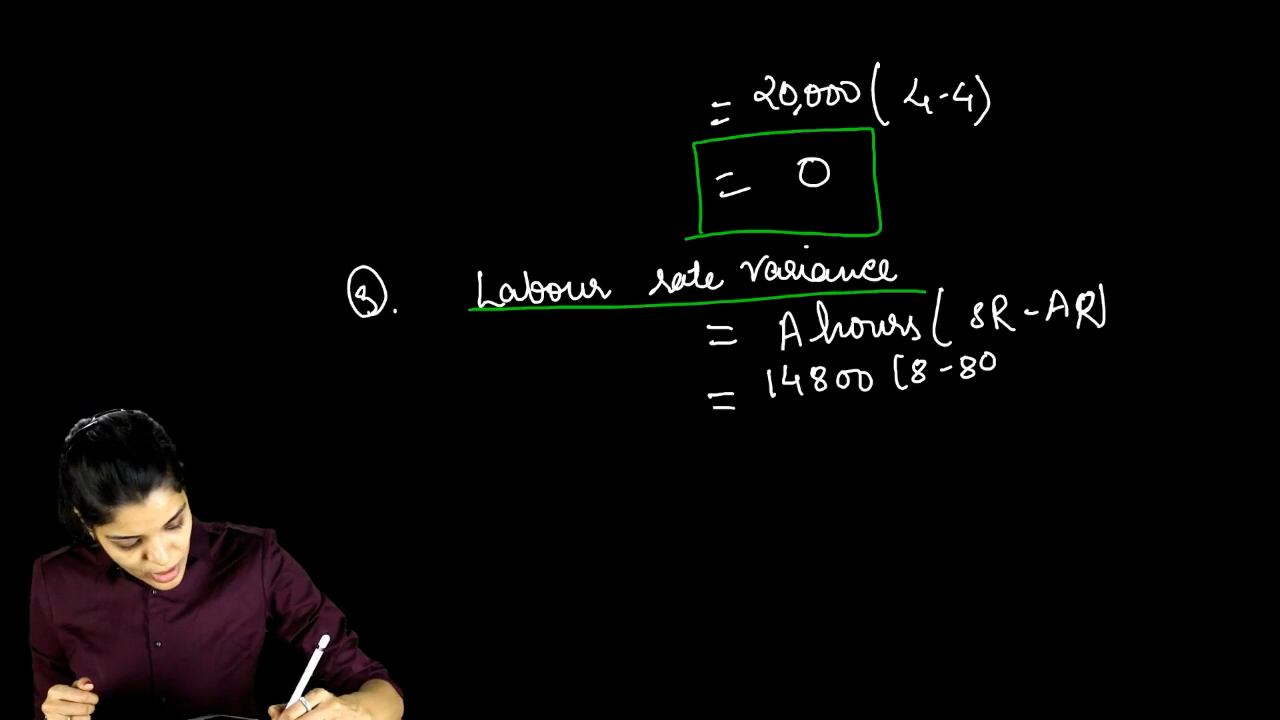 = 20,000 ( 4-4)
= 0
3. Labour rate variance
= A hours ( SR - AR)
= 14800 [8 - 80